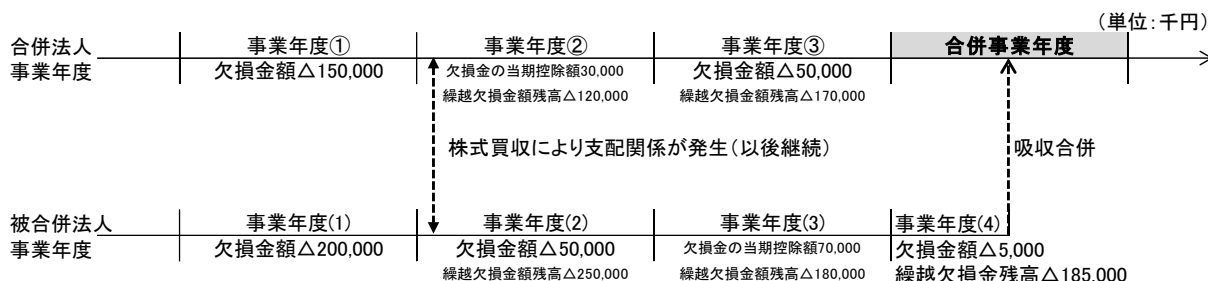 (単位:千円)
合併法人 事業年度① 事業年度② 事業年度③ 合併事業年度
事業年度 欠損金額△150,000 欠損金の当期控除額30,000 欠損金額△50,000
繰越欠損金額残高△120,000 繰越欠損金額残高△170,000
株式買収により支配関係が発生(以後継続) 吸収合併
被合併法人 事業年度(1) 事業年度(2) 事業年度(3) 事業年度(4)
事業年度 欠損金額△200,000 欠損金額△50,000 欠損金の当期控除額70,000 欠損金額△5,000
繰越欠損金額残高△250,000 繰越欠損金額残高△180,000 繰越欠損金残高△185,000